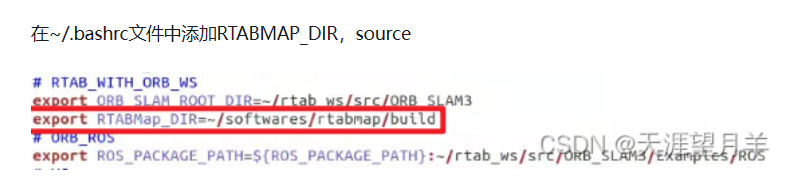 在~/.bashrc文件中添加RTABMAP_DIR，source
# RTAB_WITH_ORB_WS
export ORB_SLAM_ROOT_DIR=~/rtab_ws/src/ORB_SLAM3
export RTABMap_DIR=~/softwares/rtabmap/build
# ORB_ROS
export ROS_PACKAGE_PATH=${ROS_PACKAGE_PATH}:~/rtab_ws/src/ORB_SLAM3/Examples/ROS
CSDN @天涯望月羊